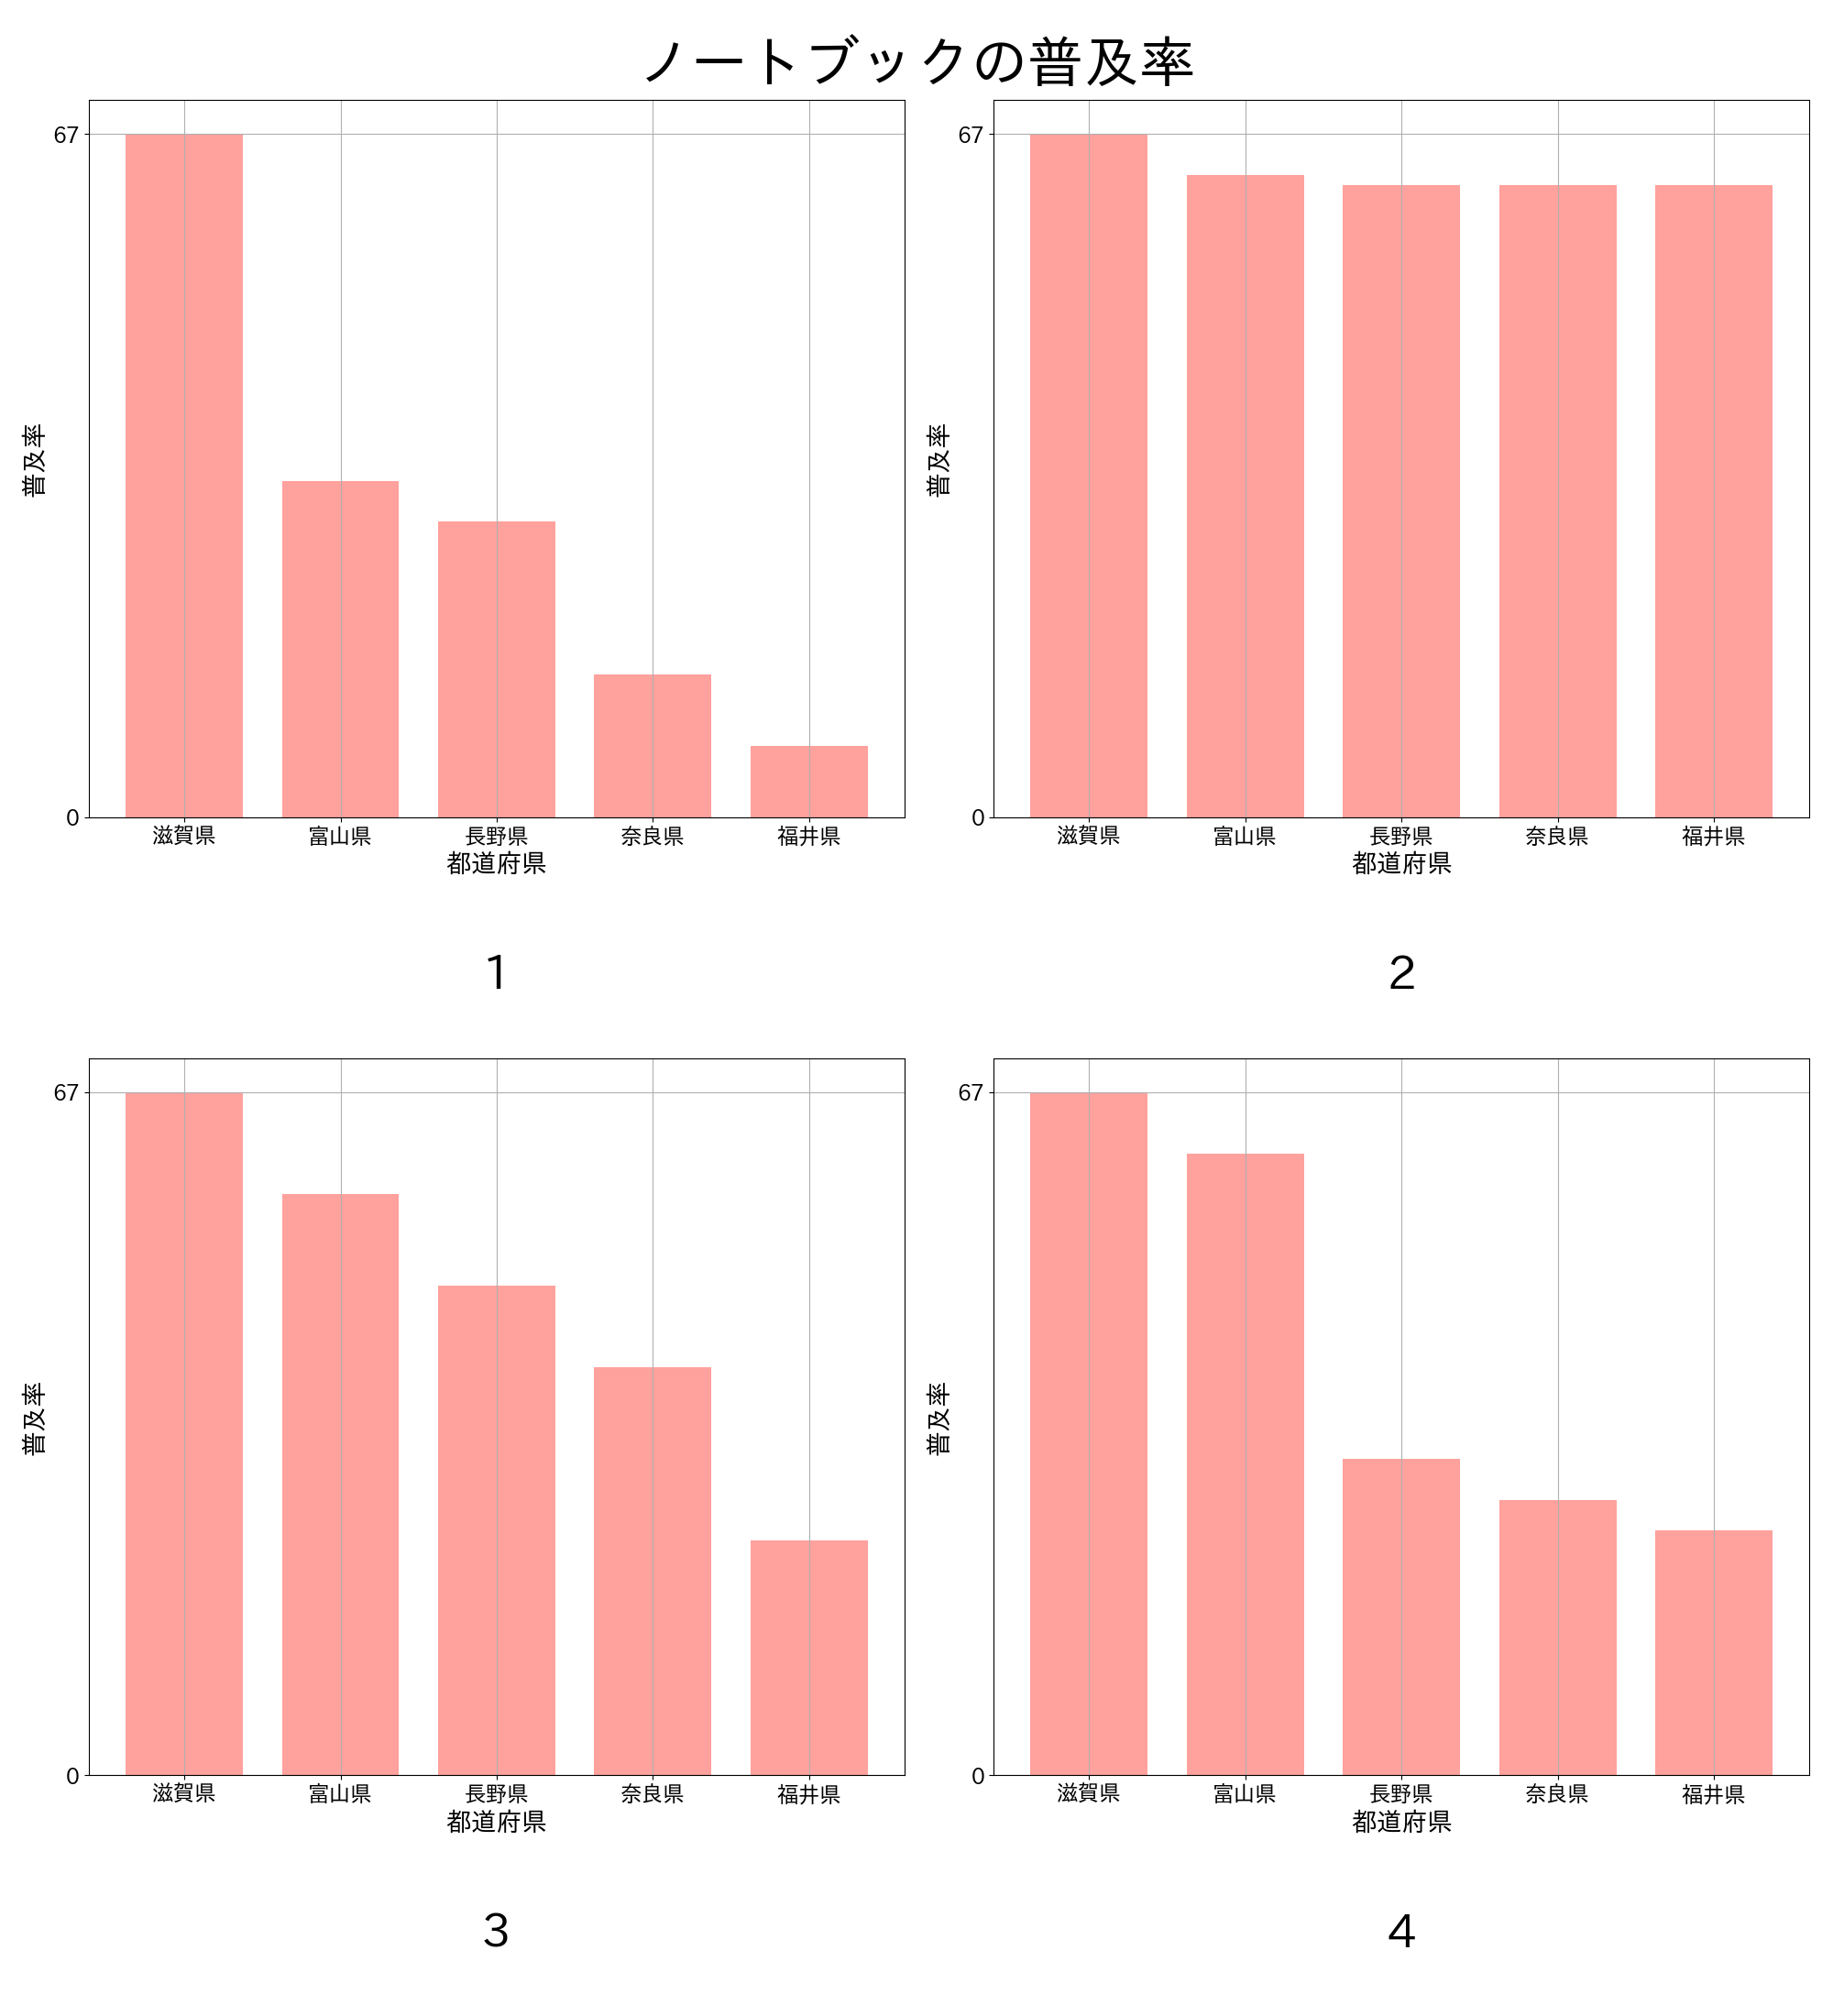 ノートブックの普及率
67
0
普及率
滋賀県 富山県 長野県 奈良県 福井県
都道府県
1
67
0
普及率
滋賀県 富山県 長野県 奈良県 福井県
都道府県
2
67
0
普及率
滋賀県 富山県 長野県 奈良県 福井県
都道府県
3
67
0
普及率
滋賀県 富山県 長野県 奈良県 福井県
都道府県
4